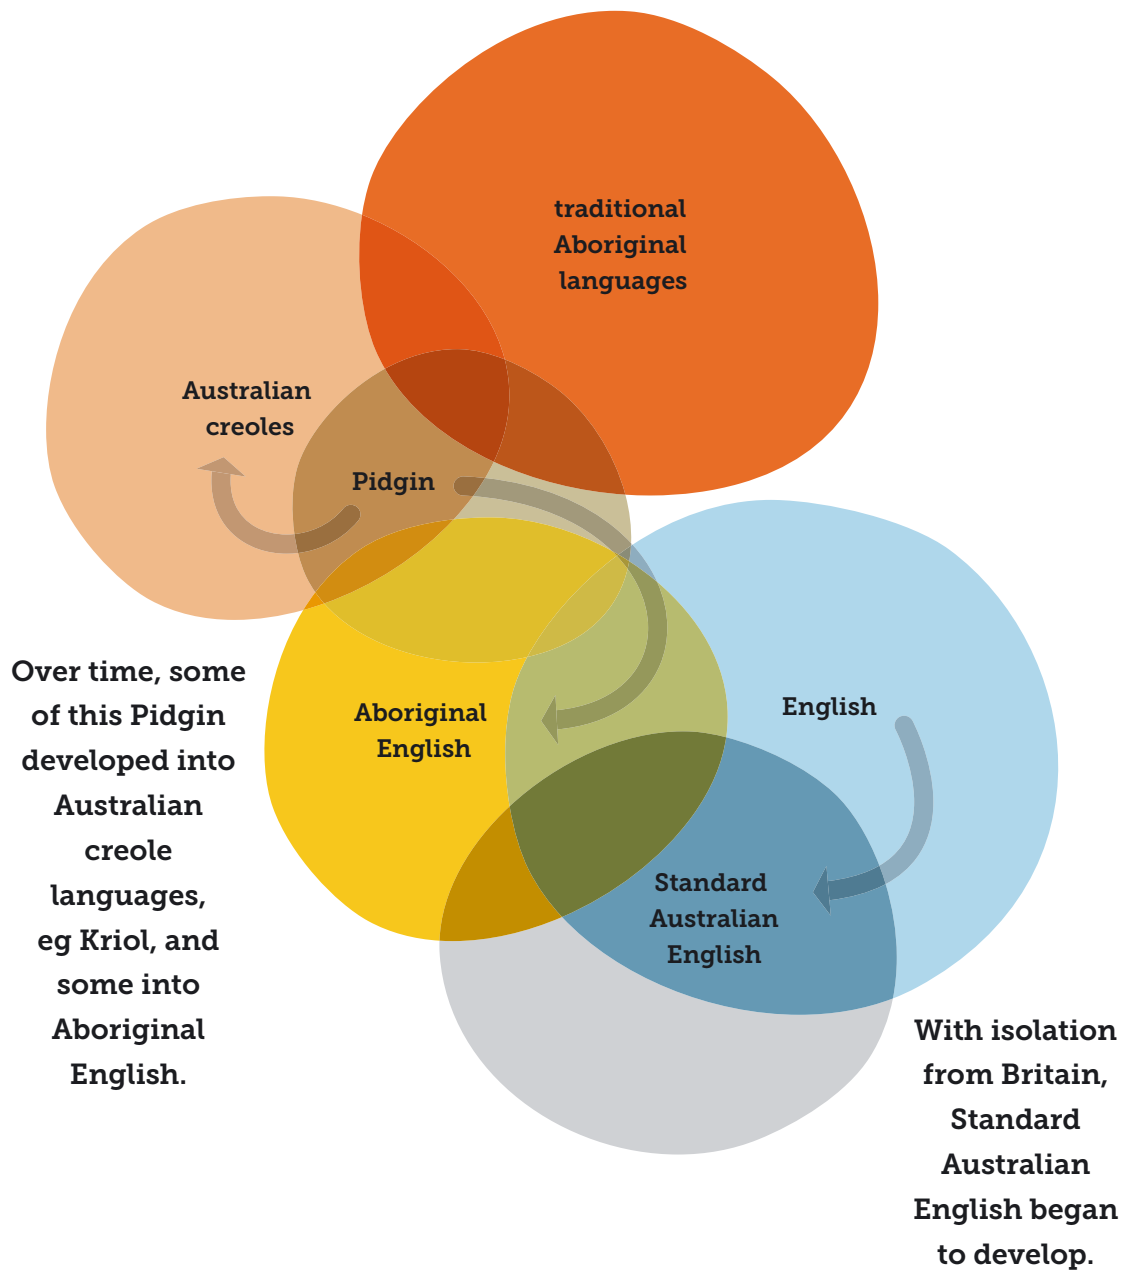 traditional
Aboriginal
languages
Australian
creoles
Pidgin
Over time, some
of this Pidgin
developed into
Australian
creole
languages,
eg Kriol, and
some into
Aboriginal
English.
Aboriginal
English
English
Standard
Australian
English
With isolation
from Britain,
Standard
Australian
English began
to develop.